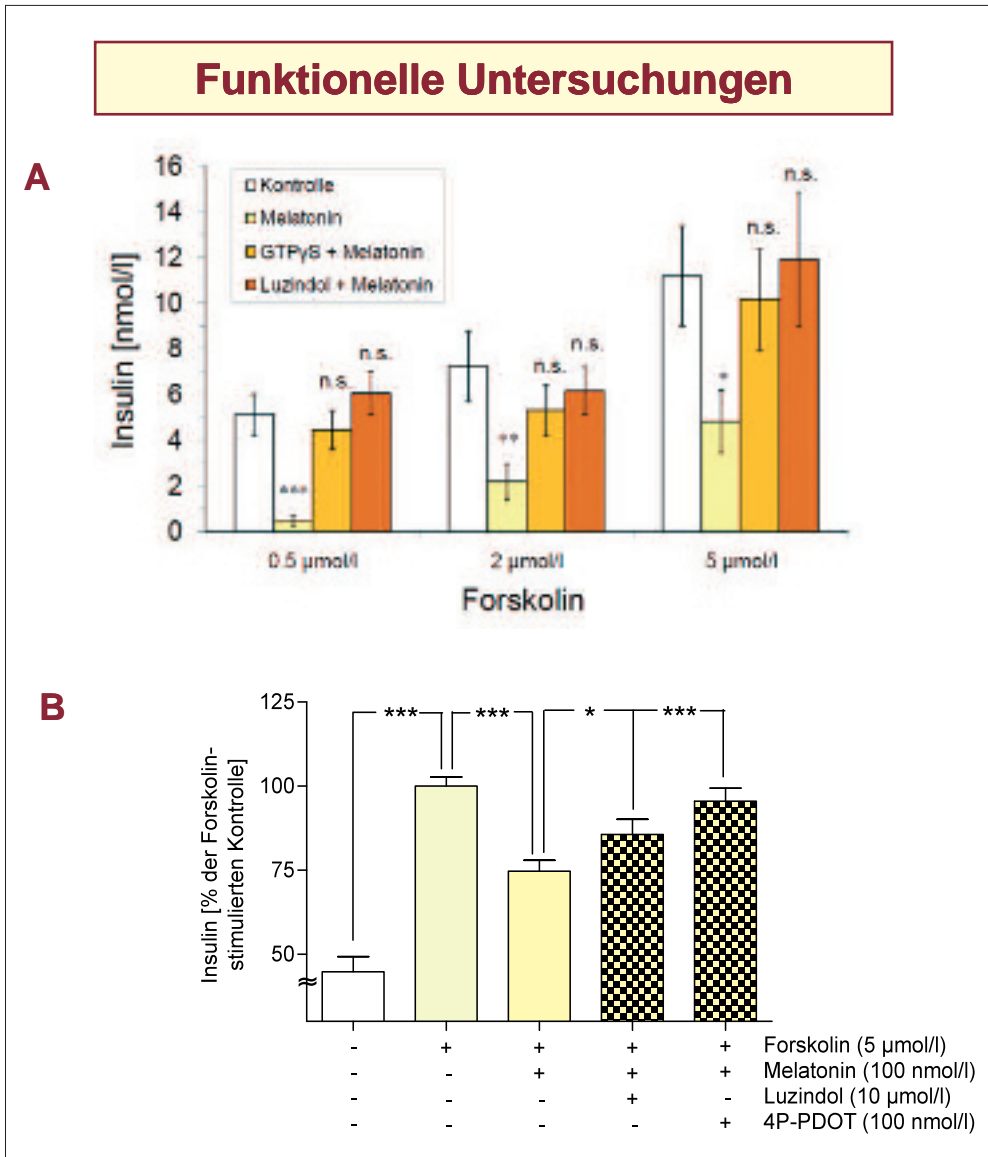 Funktionelle Untersuchungen
A
Insulin [nmol/l]
16
14
12
10
8
6
4
2
0
Kontrolle
Melatonin
GTPγS + Melatonin
Luzindol + Melatonin
***
n.s.
n.s.
**
n.s.
n.s.
*
n.s.
n.s.
0.5 µmol/l
2 µmol/l
5 µmol/l
Forskolin
B
Insulin [% der Forskolin-
stimulierten Kontrolle]
125
100
75
50
≈
*** *** * ***
- + + + + Forskolin (5 µmol/l)
- - + + + Melatonin (100 nmol/l)
- - - + - Luzindol (10 µmol/l)
- - - - + 4P-PDOT (100 nmol/l)